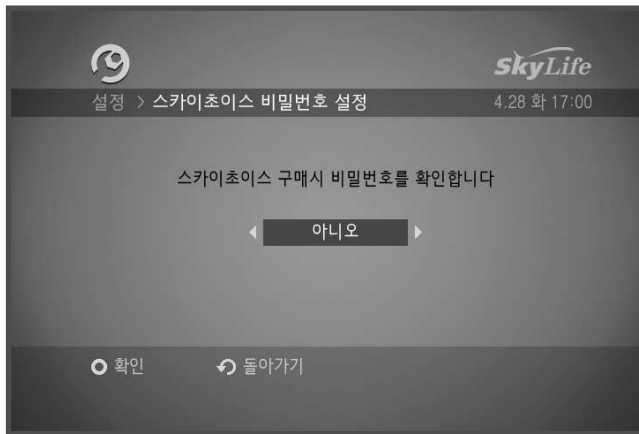 SkyLife
설정 > 스카이초이스 비밀번호 설정 4.28 화 17:00
스카이초이스 구매시 비밀번호를 확인합니다
아니오
확인 돌아가기